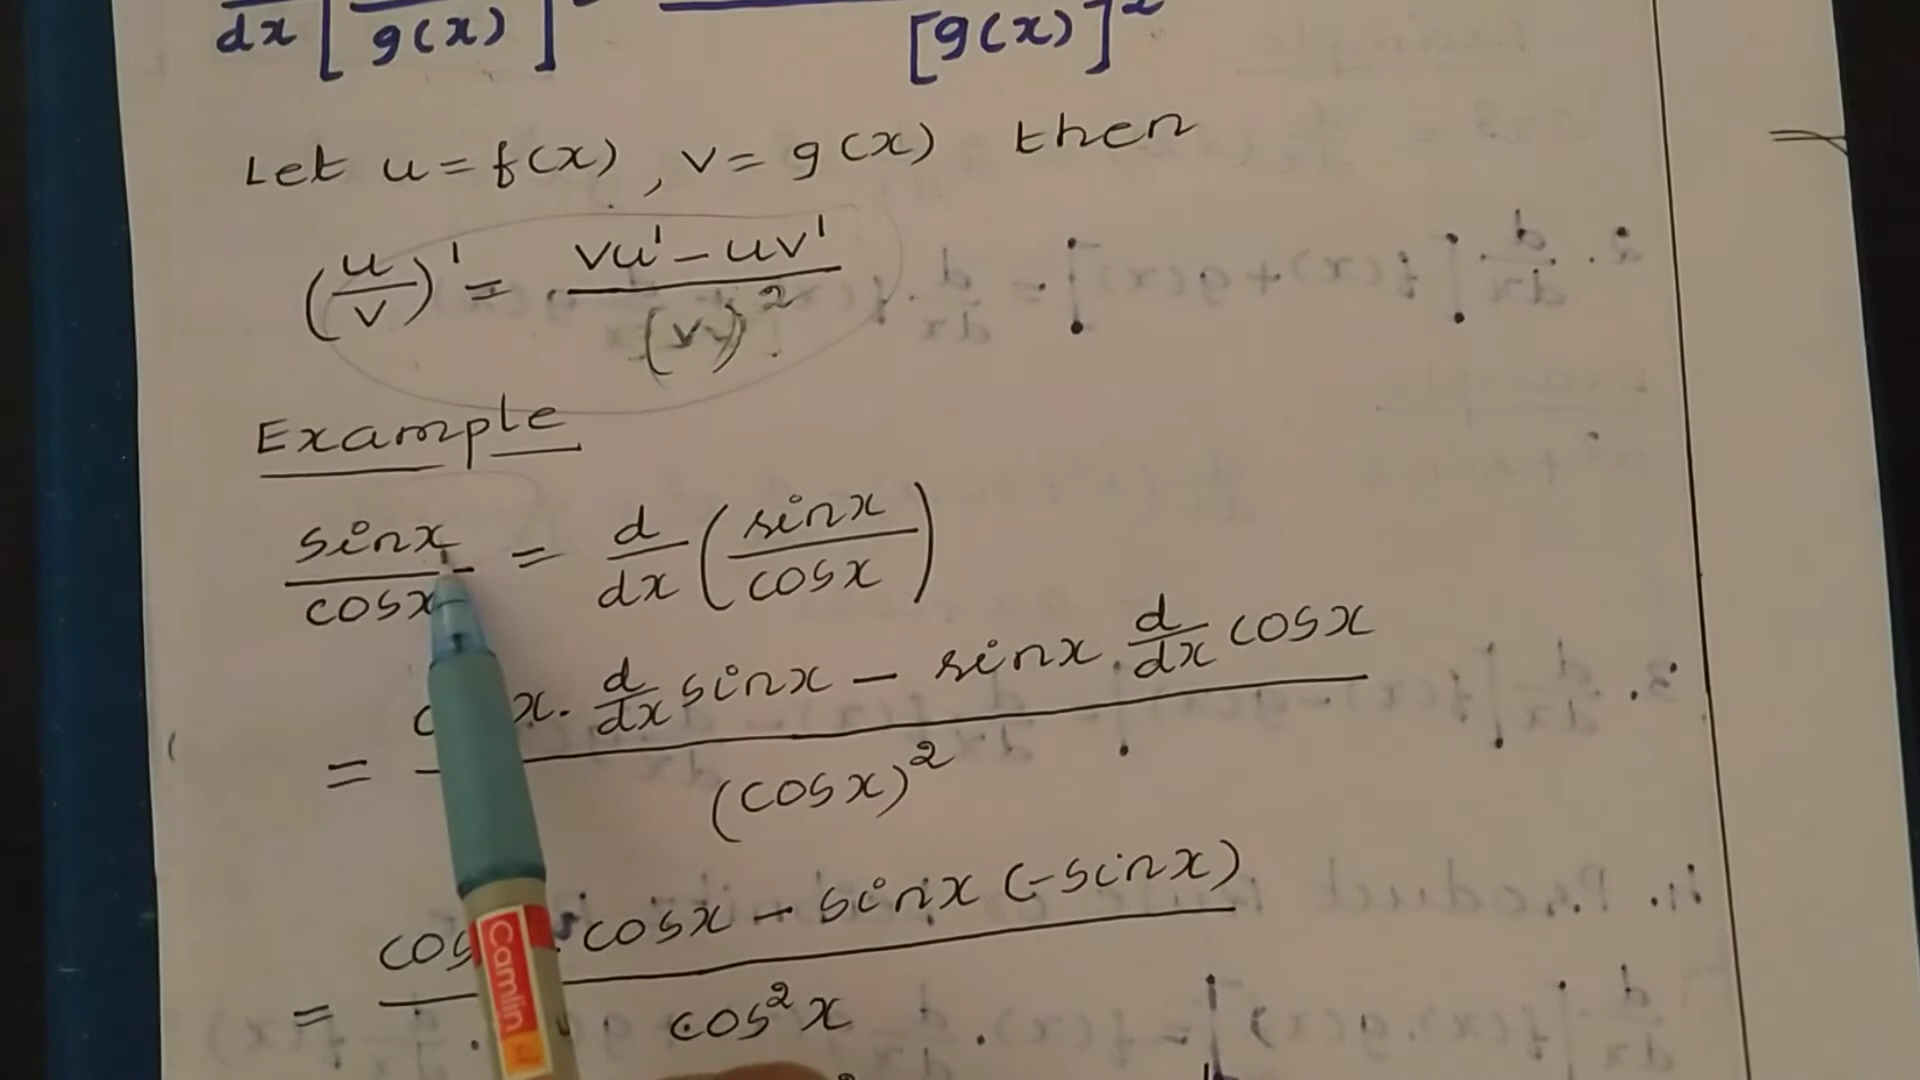 d/dx [ /g(x)] [g(x)]²
Let u = f(x), v = g(x) then
(u/v)' = (vu' - uv')/(v)²
Example
sinx/cosx = d/dx (sinx/cosx)
= x. d/dx sinx - sinx d/dx cosx / (cosx)²
= cos . cosx - sinx (-sinx) / cos²x
Camlin